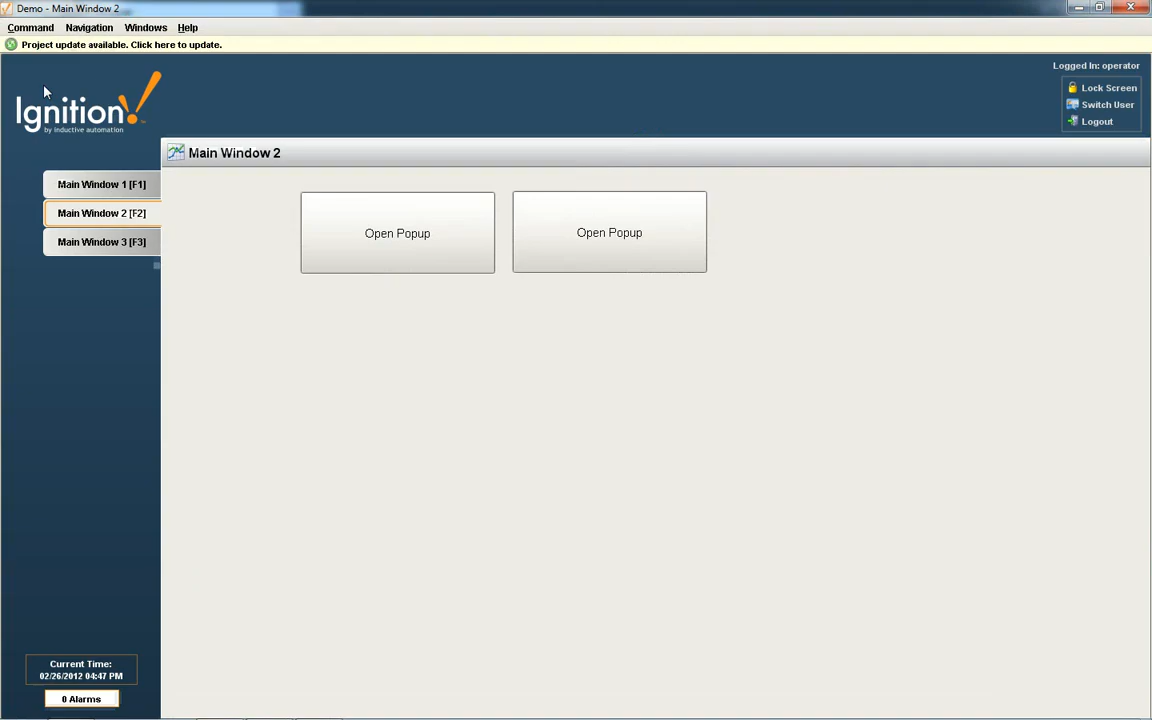 Demo - Main Window 2
Command Navigation Windows Help
Project update available. Click here to update.
Logged In: operator
Lock Screen
Switch User
Logout
Ignition!
by inductive automation
Main Window 2
Main Window 1 [F1]
Main Window 2 [F2]
Main Window 3 [F3]
Open Popup
Open Popup
Current Time:
02/26/2012 04:47 PM
0 Alarms